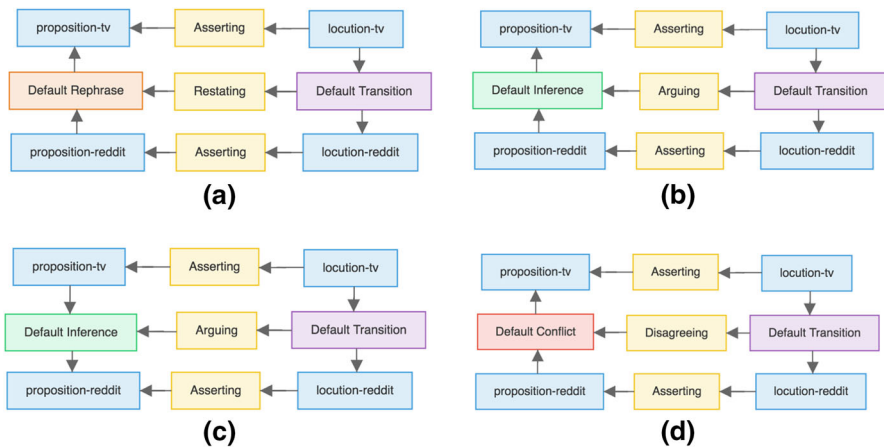 proposition-tv Asserting locution-tv
Default Rephrase Restating Default Transition
proposition-reddit Asserting locution-reddit
(a)
proposition-tv Asserting locution-tv
Default Inference Arguing Default Transition
proposition-reddit Asserting locution-reddit
(b)
proposition-tv Asserting locution-tv
Default Inference Arguing Default Transition
proposition-reddit Asserting locution-reddit
(c)
proposition-tv Asserting locution-tv
Default Conflict Disagreeing Default Transition
proposition-reddit Asserting locution-reddit
(d)